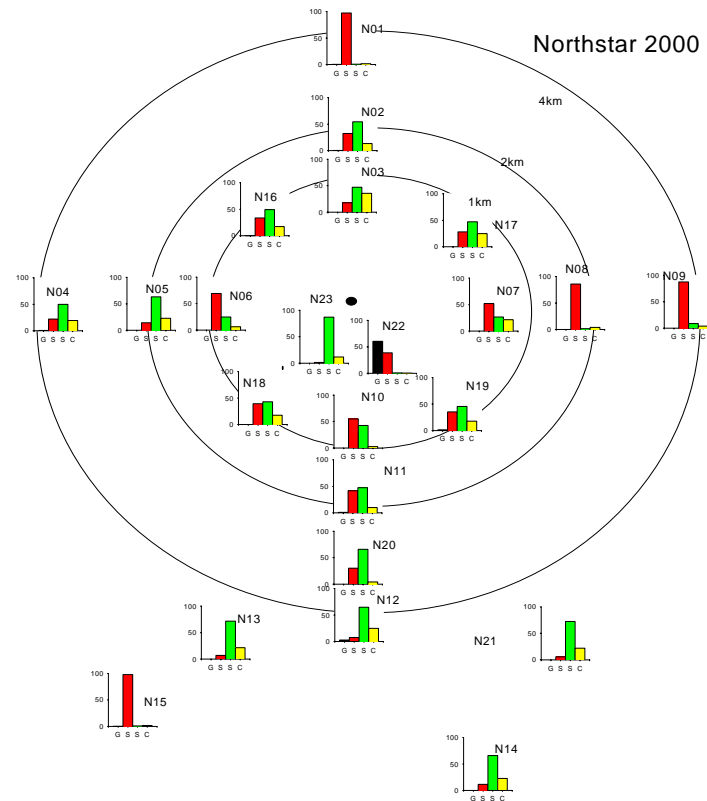 100
N01
50
0
G S S C
Northstar 2000
4km
100
N02
50
0
G S S C
2km
100
N03
50
0
G S S C
100
N16
50
0
G S S C
100
1km
N17
50
0
G S S C
100
N04
50
0
G S S C
100
N05
50
0
G S S C
100
N06
50
0
G S S C
100
N07
50
0
G S S C
100
N08
50
0
G S S C
100
N09
50
0
G S S C
100
N23
50
0
G S S C
100
N22
50
0
G S S C
100
N18
50
0
G S S C
100
N19
50
0
G S S C
100
N10
50
0
G S S C
100
N11
50
0
G S S C
100
N20
50
0
G S S C
100
N12
50
0
G S S C
100
N13
50
0
G S S C
N21
100
50
0
G S S C
100
N15
50
0
G S S C
100
N14
50
0
G S S C